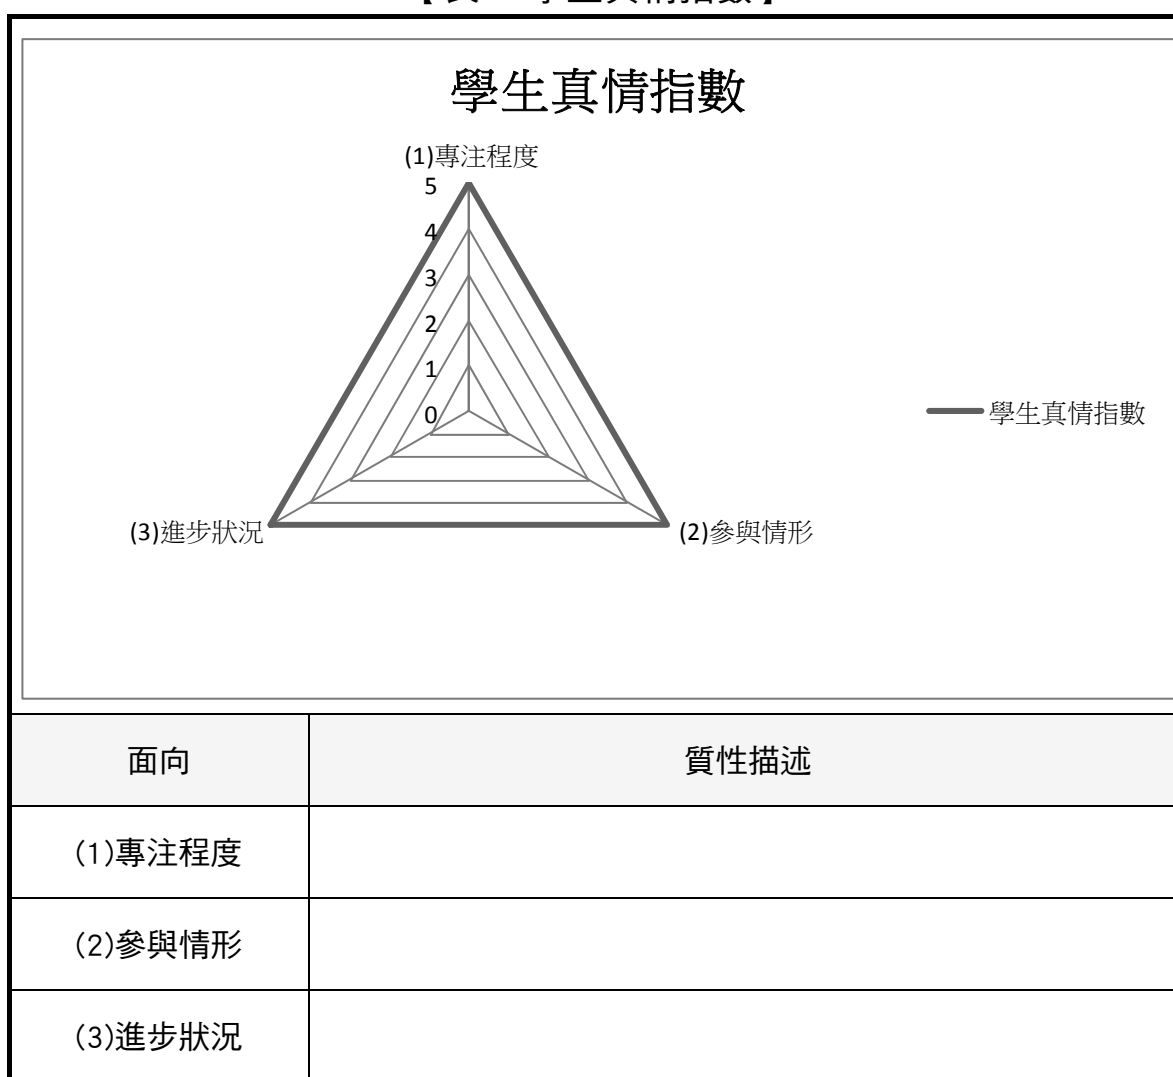 學生真情指數
(1)專注程度
5
4
3
2
1
0
學生真情指數
(3)進步狀況
(2)參與情形
面向
質性描述
(1)專注程度
(2)參與情形
(3)進步狀況